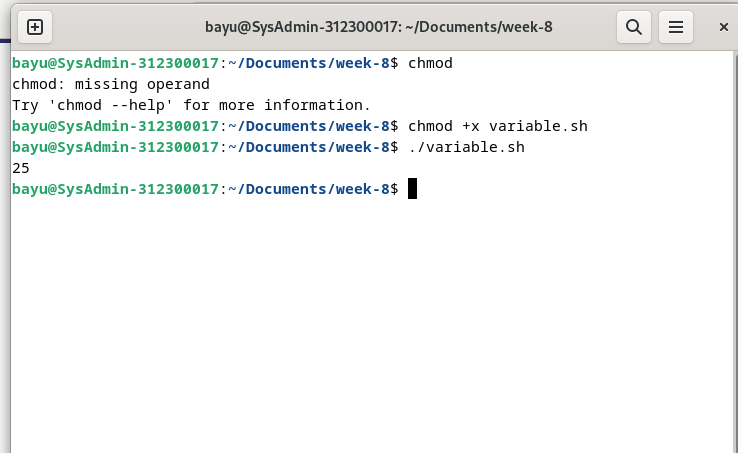 bayu@SysAdmin-312300017: ~/Documents/week-8
bayu@SysAdmin-312300017:~/Documents/week-8$ chmod
chmod: missing operand
Try 'chmod --help' for more information.
bayu@SysAdmin-312300017:~/Documents/week-8$ chmod +x variable.sh
bayu@SysAdmin-312300017:~/Documents/week-8$ ./variable.sh
25
bayu@SysAdmin-312300017:~/Documents/week-8$